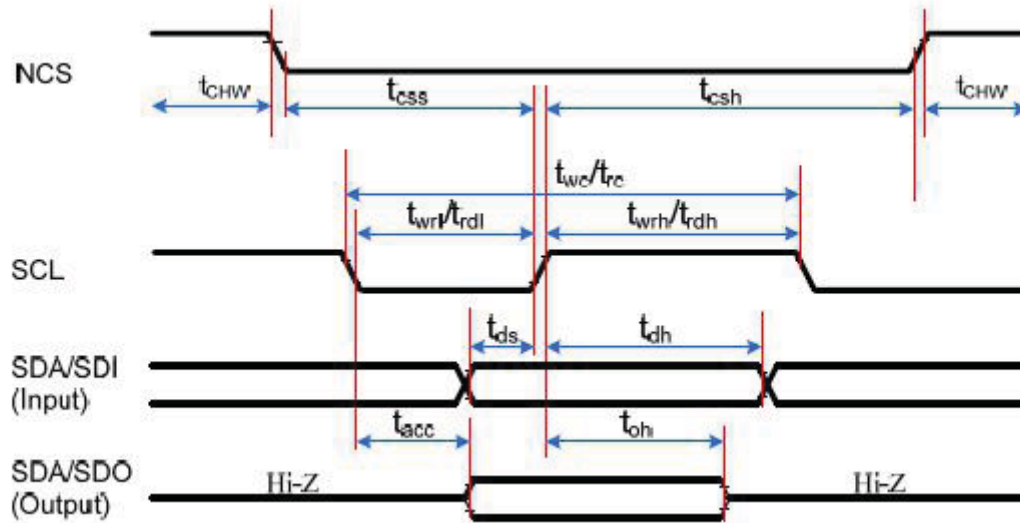 NCS
tCHW
tcss
tcsh
tCHW
twc/trc
twrl/trdl
twrh/trdh
SCL
tds
tdh
SDA/SDI
(Input)
tacc
toh
SDA/SDO
(Output)
Hi-Z
Hi-Z